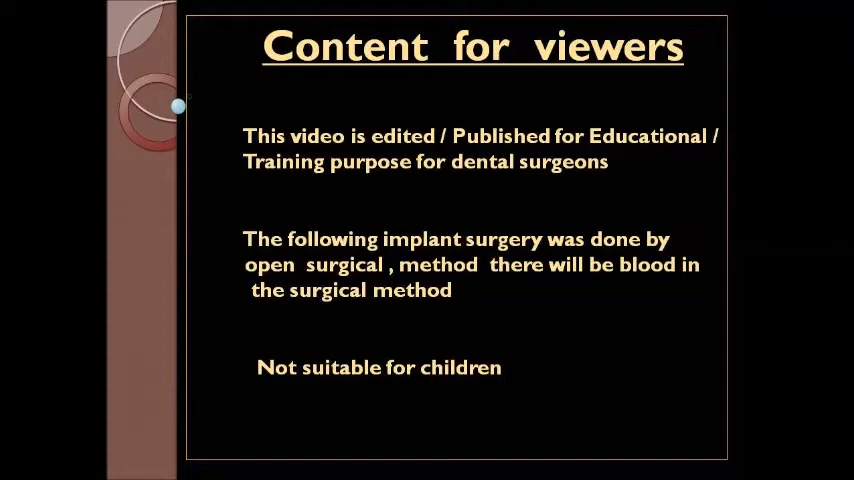 Content for viewers
This video is edited / Published for Educational /
Training purpose for dental surgeons
The following implant surgery was done by
open surgical , method there will be blood in
the surgical method
Not suitable for children